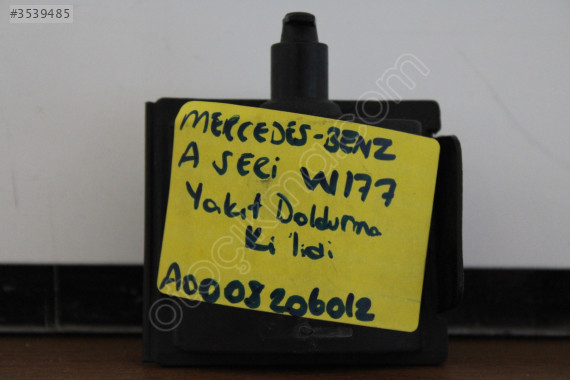 #3539485
MERCEDES-BENZ
A SERİ W177
Yakıt Doldurma
Kilidi
A0008206012